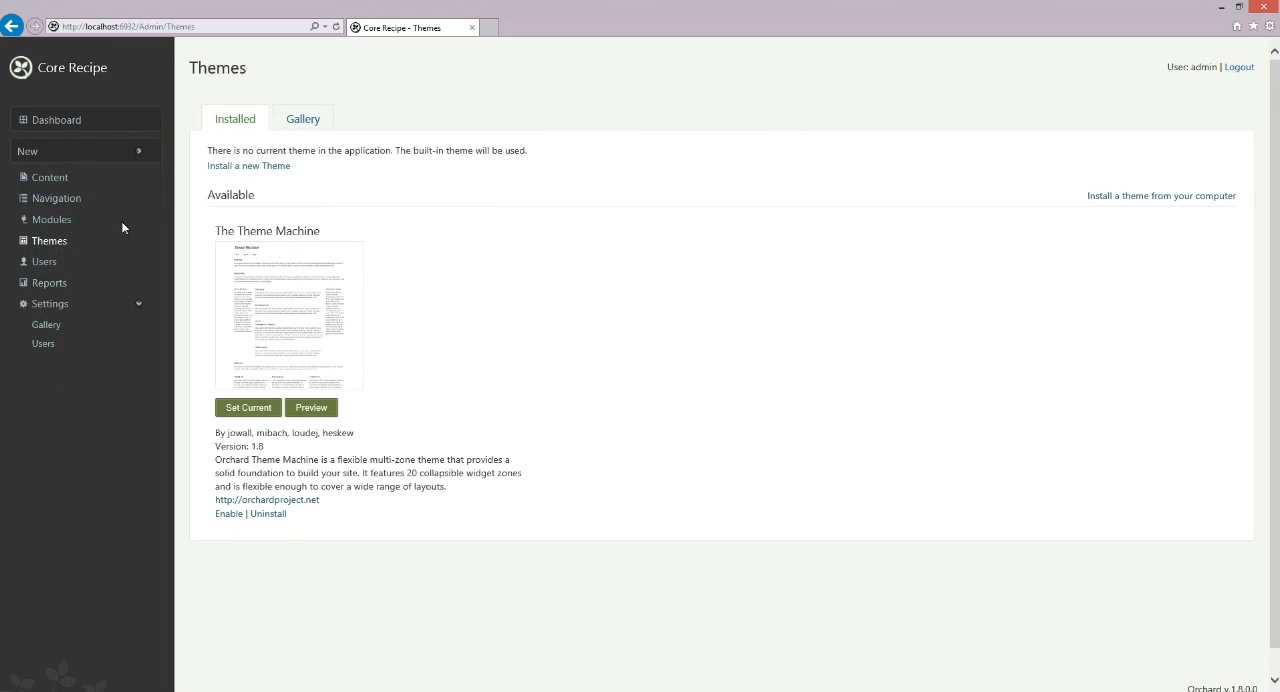 http://localhost:6932/Admin/Themes
Core Recipe - Themes
Core Recipe
Themes
User: admin | Logout
Dashboard
New
Content
Navigation
Modules
Themes
Users
Reports
Settings
Gallery
Users
Installed
Gallery
There is no current theme in the application. The built-in theme will be used.
Install a new Theme
Available
Install a theme from your computer
The Theme Machine
Set Current
Preview
By jowall, mibach, loudej, heskew
Version: 1.8
Orchard Theme Machine is a flexible multi-zone theme that provides a
solid foundation to build your site. It features 20 collapsible widget zones
and is flexible enough to cover a wide range of layouts.
http://orchardproject.net
Enable | Uninstall
Orchard v.1.8.0.0